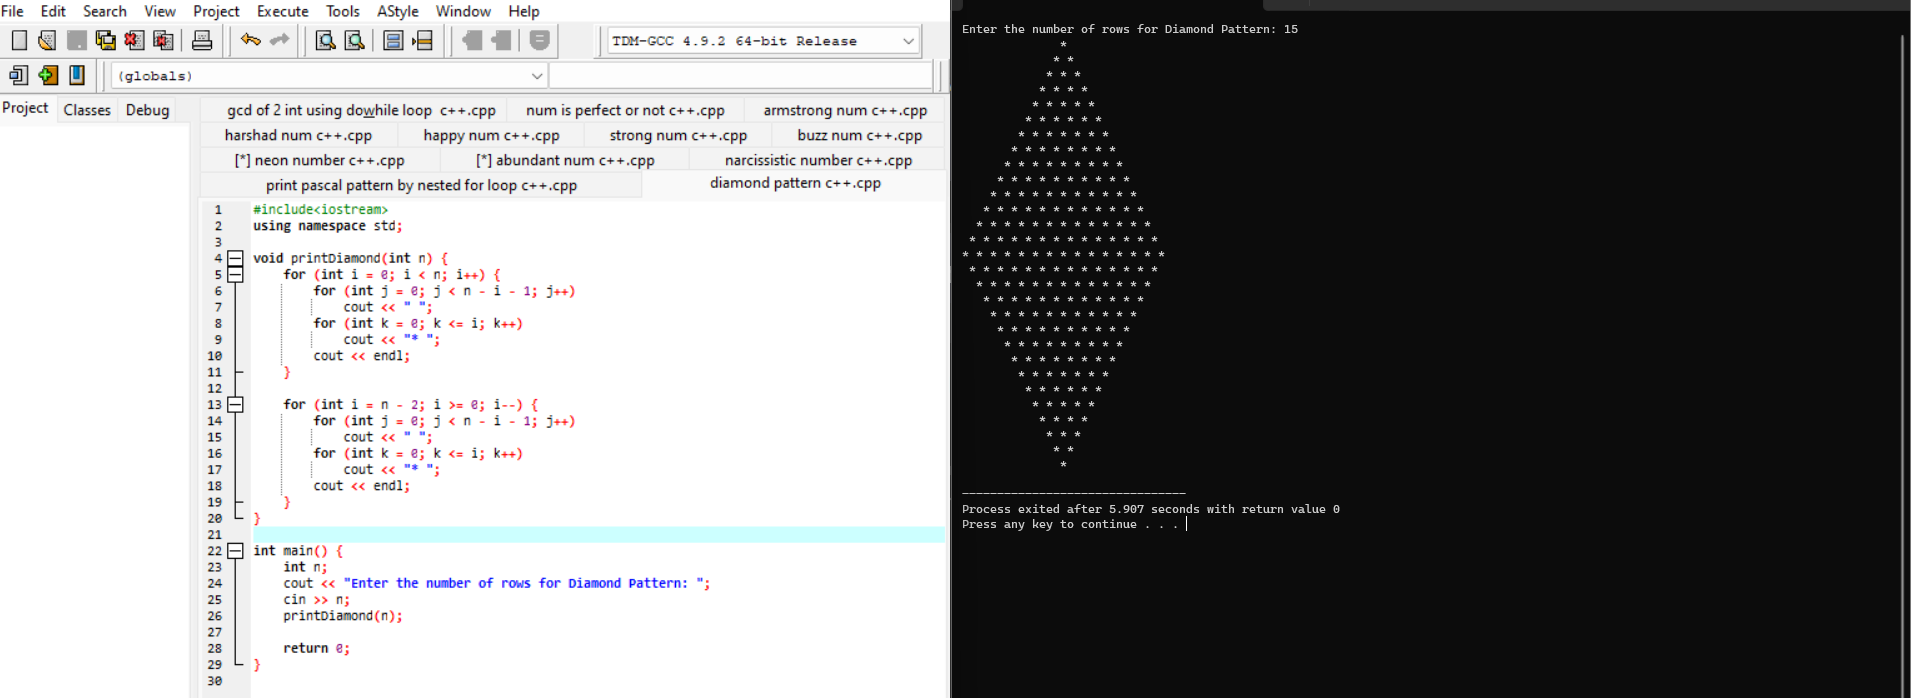 File Edit Search View Project Execute Tools AStyle Window Help
TDM-GCC 4.9.2 64-bit Release
(globals)
Project Classes Debug
gcd of 2 int using dowhile loop  c++.cpp num is perfect or not c++.cpp armstrong num c++.cpp
harshad num c++.cpp happy num c++.cpp strong num c++.cpp buzz num c++.cpp
[*] neon number c++.cpp [*] abundant num c++.cpp narcissistic number c++.cpp
print pascal pattern by nested for loop c++.cpp diamond pattern c++.cpp
1 #include<iostream>
2 using namespace std;
3
4 void printDiamond(int n) {
5     for (int i = 0; i < n; i++) {
6         for (int j = 0; j < n - i - 1; j++)
7             cout << " ";
8         for (int k = 0; k <= i; k++)
9             cout << "* ";
10         cout << endl;
11     }
12
13     for (int i = n - 2; i >= 0; i--) {
14         for (int j = 0; j < n - i - 1; j++)
15             cout << " ";
16         for (int k = 0; k <= i; k++)
17             cout << "* ";
18         cout << endl;
19     }
20 }
21
22 int main() {
23     int n;
24     cout << "Enter the number of rows for Diamond Pattern: ";
25     cin >> n;
26     printDiamond(n);
27
28     return 0;
29 }
30
Enter the number of rows for Diamond Pattern: 15
              *
             * *
            * * *
           * * * *
          * * * * *
         * * * * * *
        * * * * * * *
       * * * * * * * *
      * * * * * * * * *
     * * * * * * * * * *
    * * * * * * * * * * *
   * * * * * * * * * * * *
  * * * * * * * * * * * * *
 * * * * * * * * * * * * * *
* * * * * * * * * * * * * * *
 * * * * * * * * * * * * * *
  * * * * * * * * * * * * *
   * * * * * * * * * * * *
    * * * * * * * * * * *
     * * * * * * * * * *
      * * * * * * * * *
       * * * * * * * *
        * * * * * * *
         * * * * * *
          * * * * *
           * * * *
            * * *
             * *
              *
--------------------------------
Process exited after 5.907 seconds with return value 0
Press any key to continue . . .